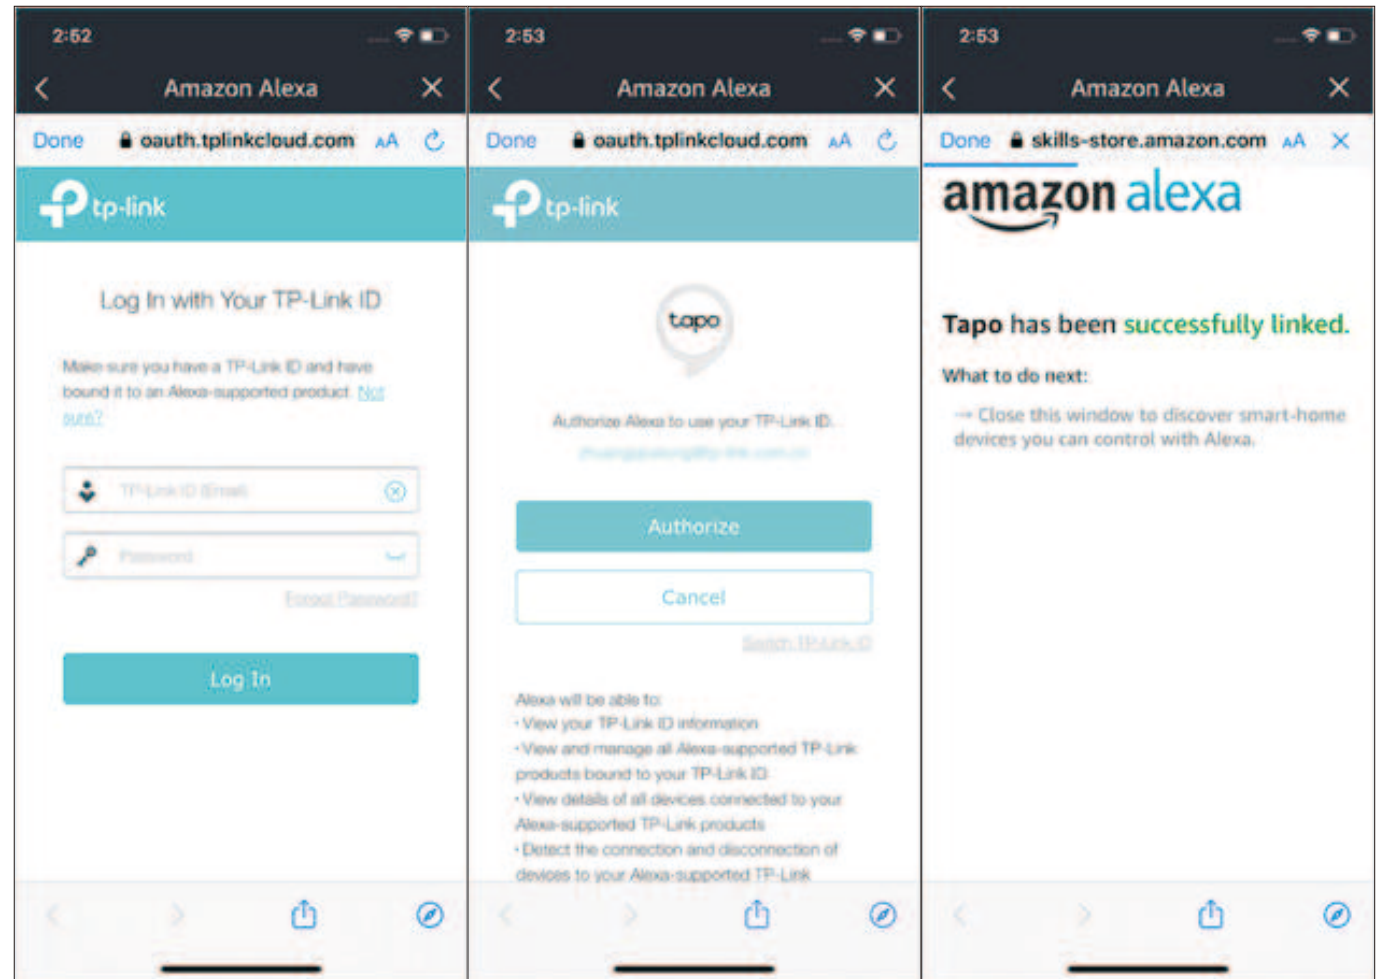 2:52
Amazon Alexa
Done oauth.tplinkcloud.com AA
tp-link
Log In with Your TP-Link ID
Make sure you have a TP-Link ID and have
bound it to an Alexa-supported product. Not
sure?
TP-Link ID (Email)
Password
Forgot Password?
Log In
2:53
Amazon Alexa
Done oauth.tplinkcloud.com AA
tp-link
tapo
Authorize Alexa to use your TP-Link ID.
Authorize
Cancel
Switch TP-Link ID
Alexa will be able to:
• View your TP-Link ID information
• View and manage all Alexa-supported TP-Link
products bound to your TP-Link ID
• View details of all devices connected to your
Alexa-supported TP-Link products
• Detect the connection and disconnection of
devices to your Alexa-supported TP-Link
2:53
Amazon Alexa
Done skills-store.amazon.com AA
amazon alexa
Tapo has been successfully linked.
What to do next:
→ Close this window to discover smart-home
devices you can control with Alexa.